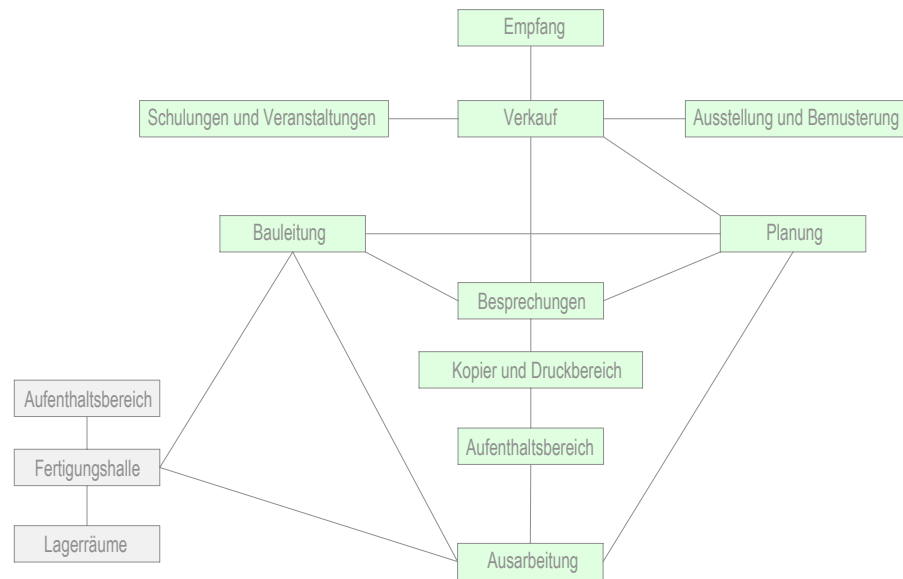 Empfang
Schulungen und Veranstaltungen
Verkauf
Ausstellung und Bemusterung
Bauleitung
Planung
Besprechungen
Kopier und Druckbereich
Aufenthaltsbereich
Aufenthaltsbereich
Fertigungshalle
Lagerräume
Ausarbeitung